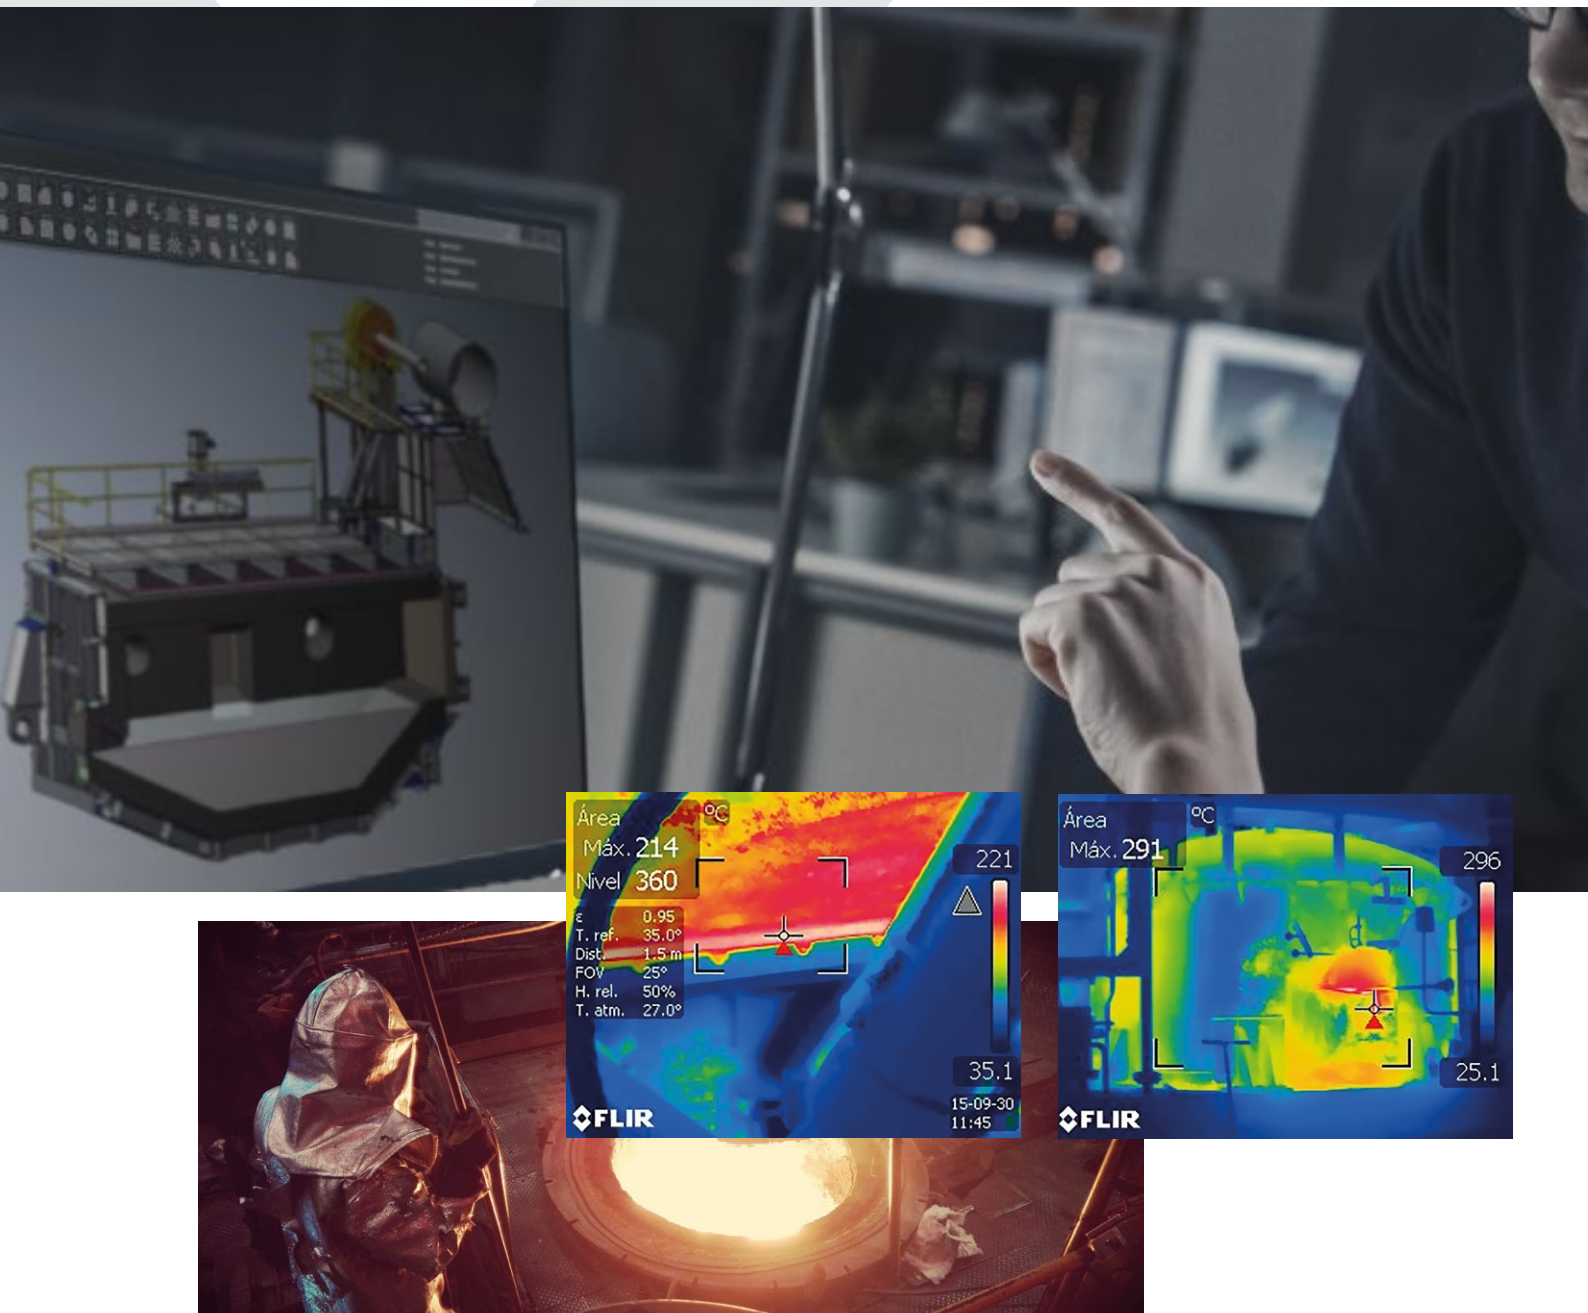 Área
°C
Máx. 214
Nivel 360
221
ε 0.95
T. ref. 35.0°
Dist. 1.5 m
FOV 25°
H. rel. 50%
T. atm. 27.0°
35.1
15-09-30
11:45
FLIR
Área
°C
Máx. 291
296
25.1
FLIR